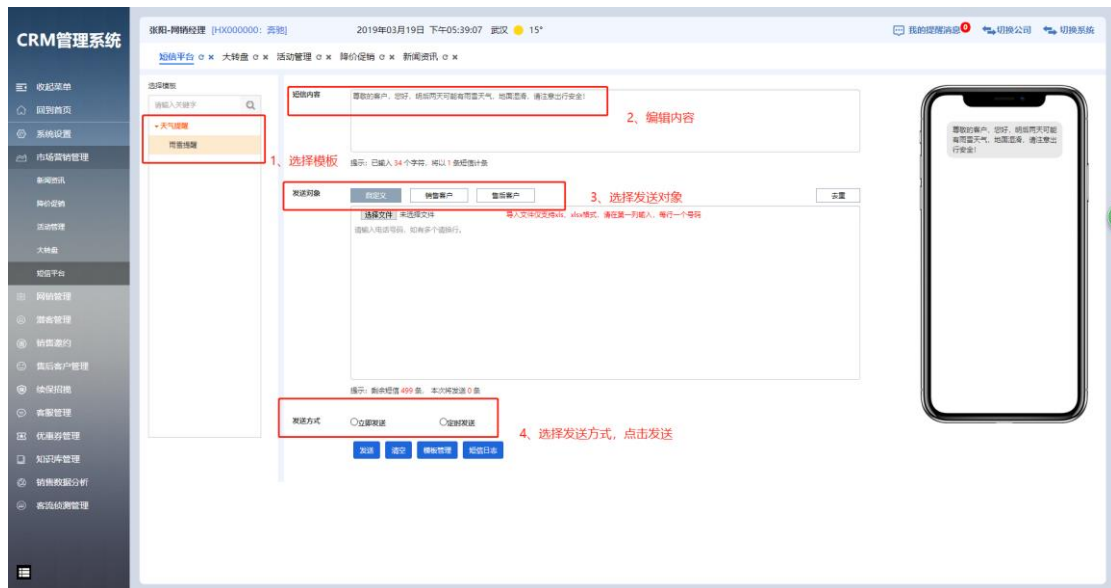 CRM管理系统
收起菜单
回到首页
系统设置
市场营销管理
新闻资讯
降价促销
活动管理
大转盘
短信平台
网销管理
潜客管理
销售邀约
售后客户管理
续保招揽
客服管理
优惠券管理
知识库管理
销售数据分析
客流侦测管理
张阳-网销经理 [HX000000: 奔驰] 2019年03月19日 下午05:39:07 武汉 15° 我的提醒消息0 切换公司 切换系统
短信平台 大转盘 活动管理 降价促销 新闻资讯
选择模板
请输入关键字
天气提醒
雨雪提醒
1、选择模板
短信内容
尊敬的客户，您好，明后两天可能有雨雪天气，地面湿滑，请注意出行安全！
2、编辑内容
提示：已输入 34 个字符，将以 1 条短信计条
发送对象
自定义 销售客户 售后客户
3、选择发送对象
去重
选择文件 未选择文件 导入文件仅支持xls、xlsx格式，请在第一列输入，每行一个号码
请输入电话号码，如有多个请换行。
提示：剩余短信 499 条，本次将发送 0 条
发送方式
立即发送 定时发送
4、选择发送方式，点击发送
发送 清空 模板管理 短信日志
尊敬的客户，您好，明后两天可能
有雨雪天气，地面湿滑，请注意出
行安全！